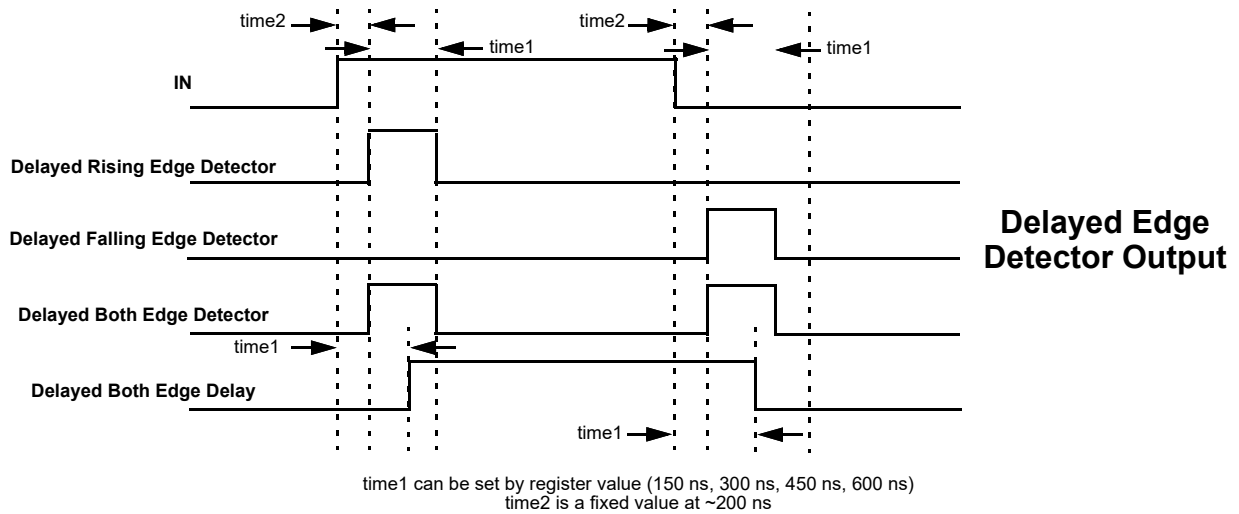 time2
time2
time1
time1
IN
Delayed Rising Edge Detector
Delayed Falling Edge Detector
Delayed Edge
Detector Output
Delayed Both Edge Detector
time1
Delayed Both Edge Delay
time1
time1 can be set by register value (150 ns, 300 ns, 450 ns, 600 ns)
time2 is a fixed value at ~200 ns